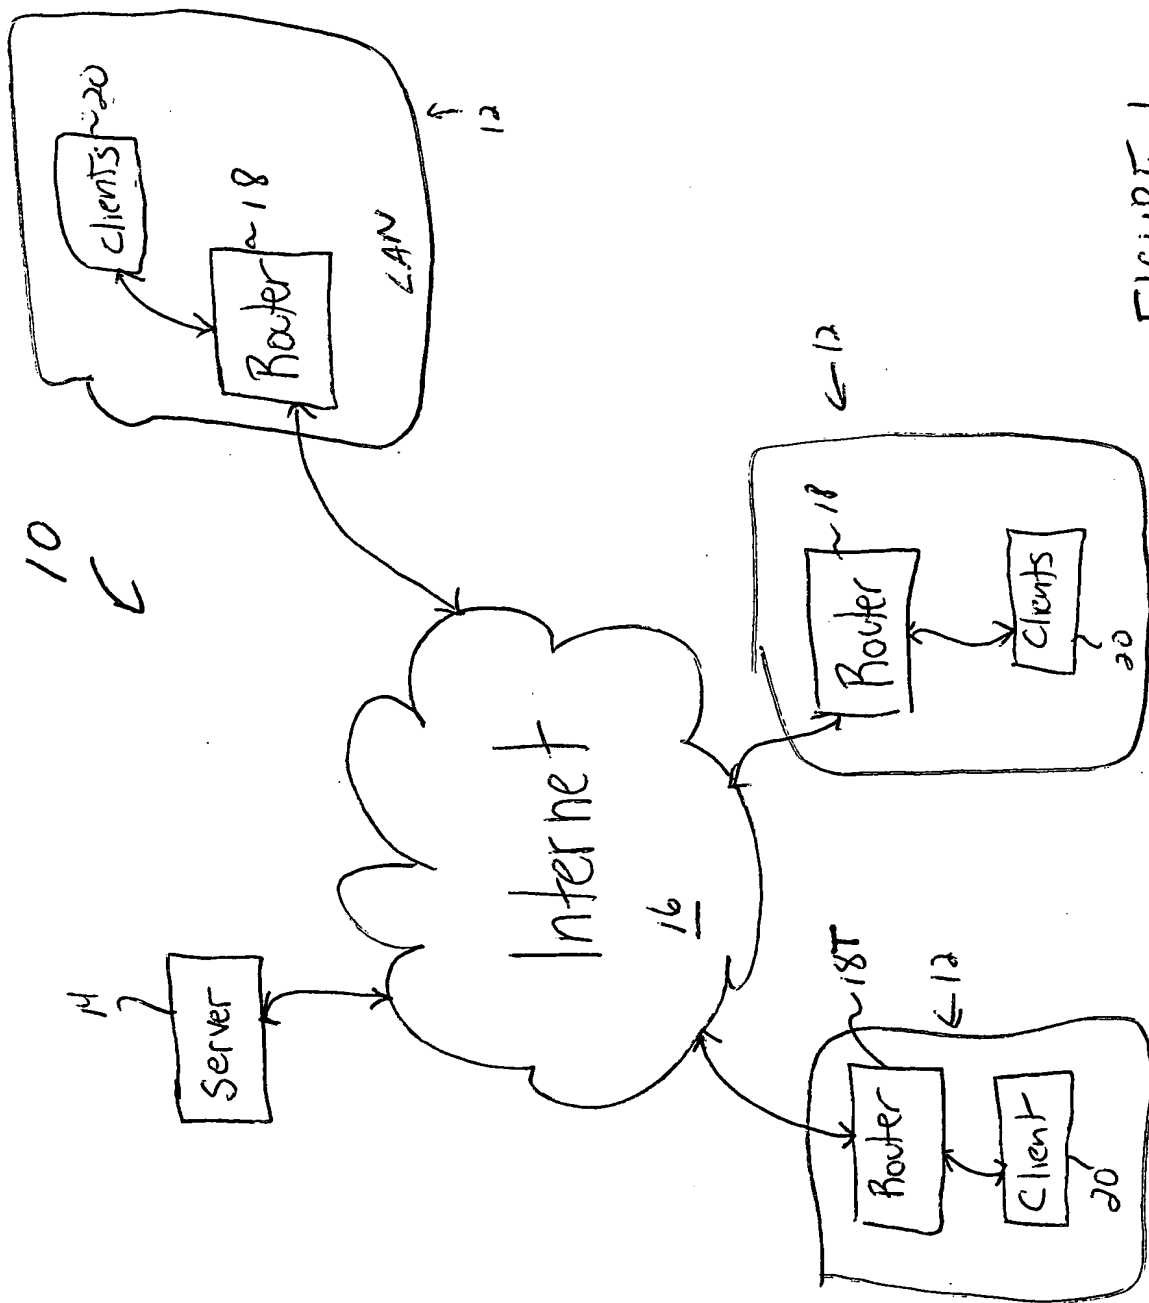 10
Server
14
Internet
16
clients
20
Router
18
LAN
12
Router
18
Clients
20
12
Router
18T
Client
20
12
FIGURE 1